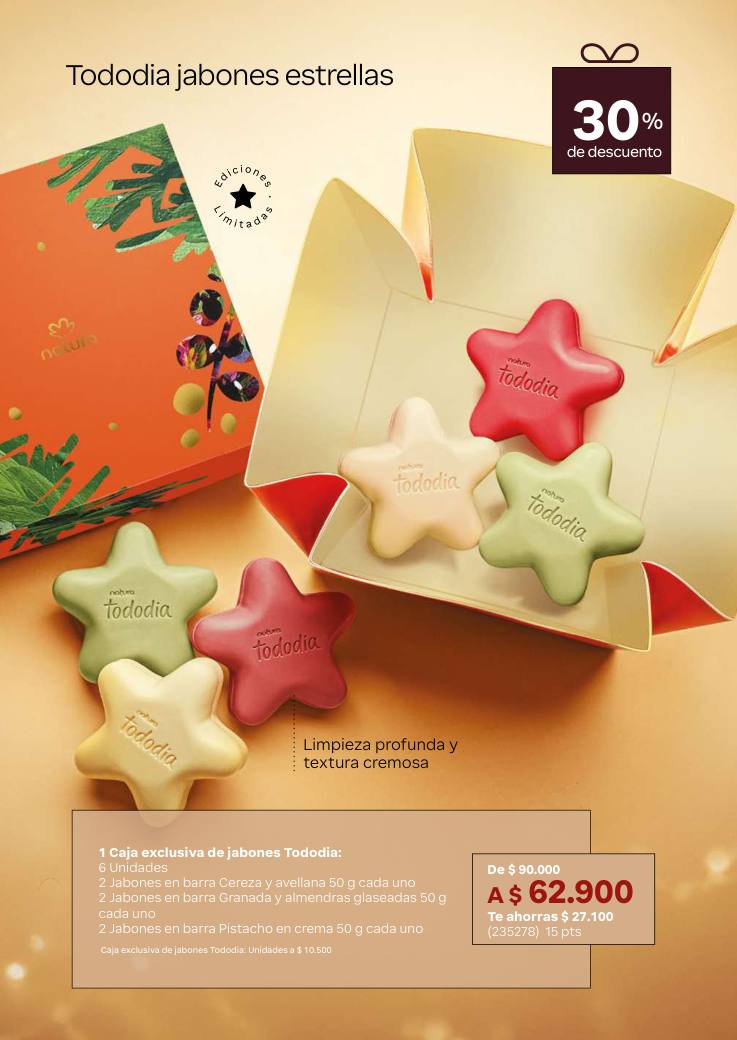 Tododia jabones estrellas
30%
de descuento
Ediciones
Limitadas
natura
natura
tododia
natura
tododia
natura
tododia
natura
tododia
natura
tododia
natura
tododia
Limpieza profunda y
textura cremosa
1 Caja exclusiva de jabones Tododia:
6 Unidades
2 Jabones en barra Cereza y avellana 50 g cada uno
2 Jabones en barra Granada y almendras glaseadas 50 g
cada uno
2 Jabones en barra Pistacho en crema 50 g cada uno
Caja exclusiva de jabones Tododia: Unidades a $ 10.500
De $ 90.000
A $ 62.900
Te ahorras $ 27.100
(235278) 15 pts